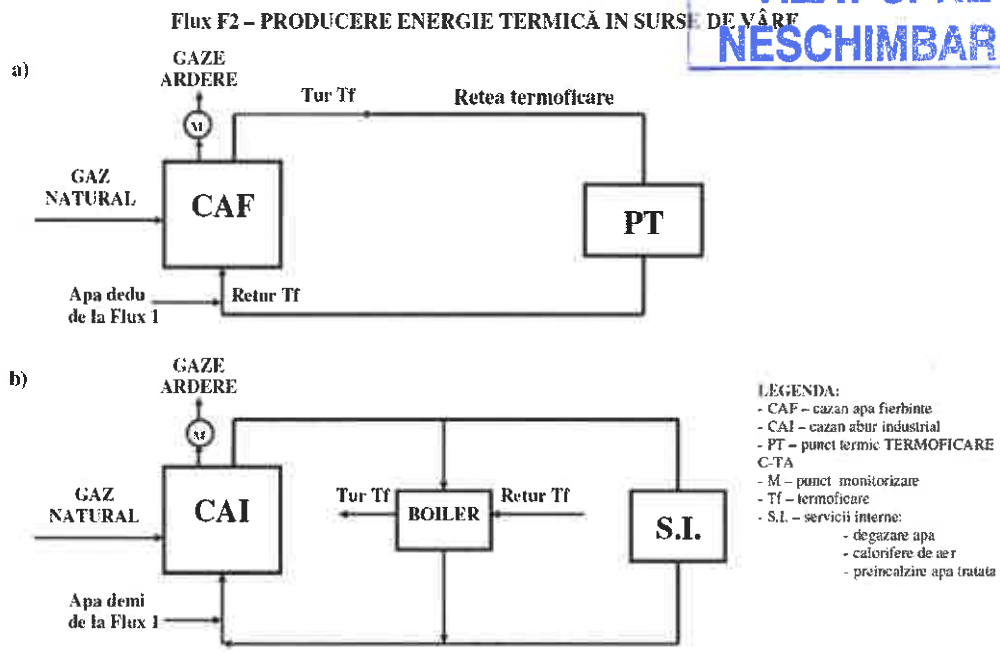 Flux F2 – PRODUCERE ENERGIE TERMICĂ IN SURSE DE VÂRF
NESCHIMBAR
a)
GAZE
ARDERE
M
Tur Tf
Retea termoficare
GAZ
NATURAL
CAF
PT
Apa dedu
de la Flux 1
Retur Tf
b)
GAZE
ARDERE
M
GAZ
NATURAL
CAI
Tur Tf
BOILER
Retur Tf
S.I.
Apa demi
de la Flux 1
LEGENDA:
- CAF – cazan apa fierbinte
- CAI – cazan abur industrial
- PT – punct termic TERMOFICARE
C-TA
- M – punct monitorizare
- Tf – termoficare
- S.I. – servicii interne:
- degazare apa
- calorifere de aer
- preincalzire apa tratata